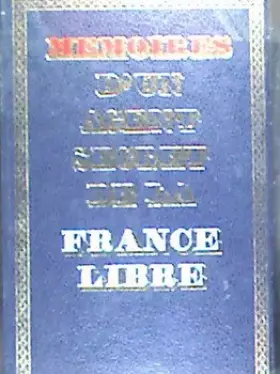 MEMOIRES
D'UN
AGENT
SECRET
DE LA
FRANCE
LIBRE